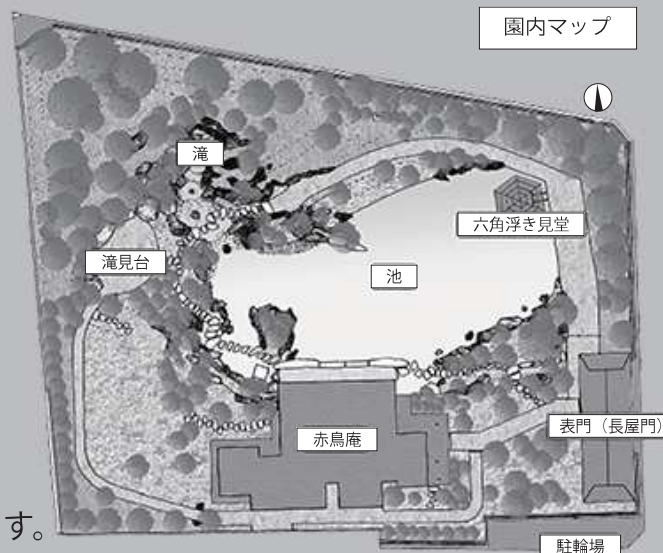 園内マップ
滝
六角浮き見堂
滝見台
池
表門（長屋門）
赤鳥庵
す。
駐輪場